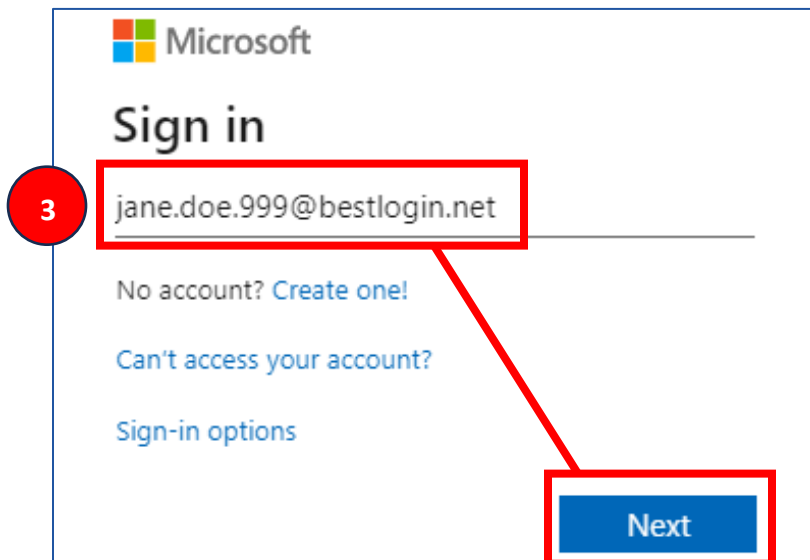 Microsoft
Sign in
3
jane.doe.999@bestlogin.net
No account? Create one!
Can't access your account?
Sign-in options
Next